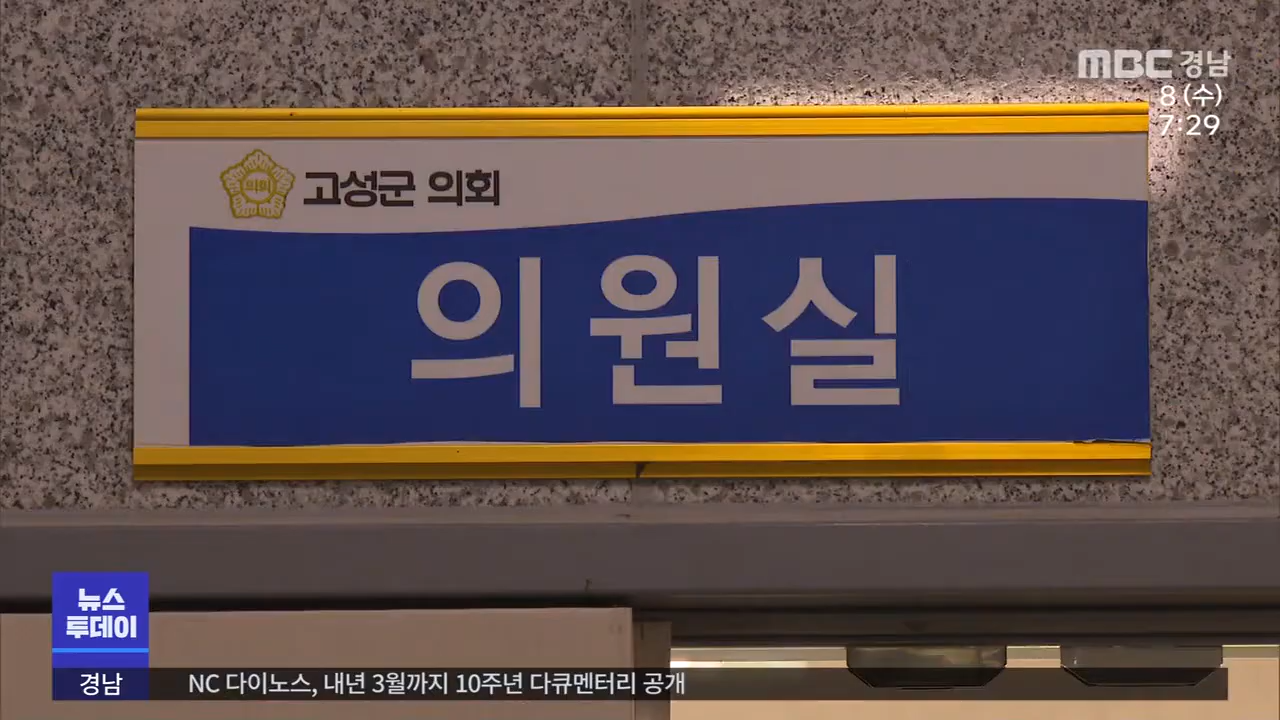 MBC 경남
8 (수)
7:29
의회
고성군 의회
의원실
뉴스
투데이
경남
NC 다이노스, 내년 3월까지 10주년 다큐멘터리 공개